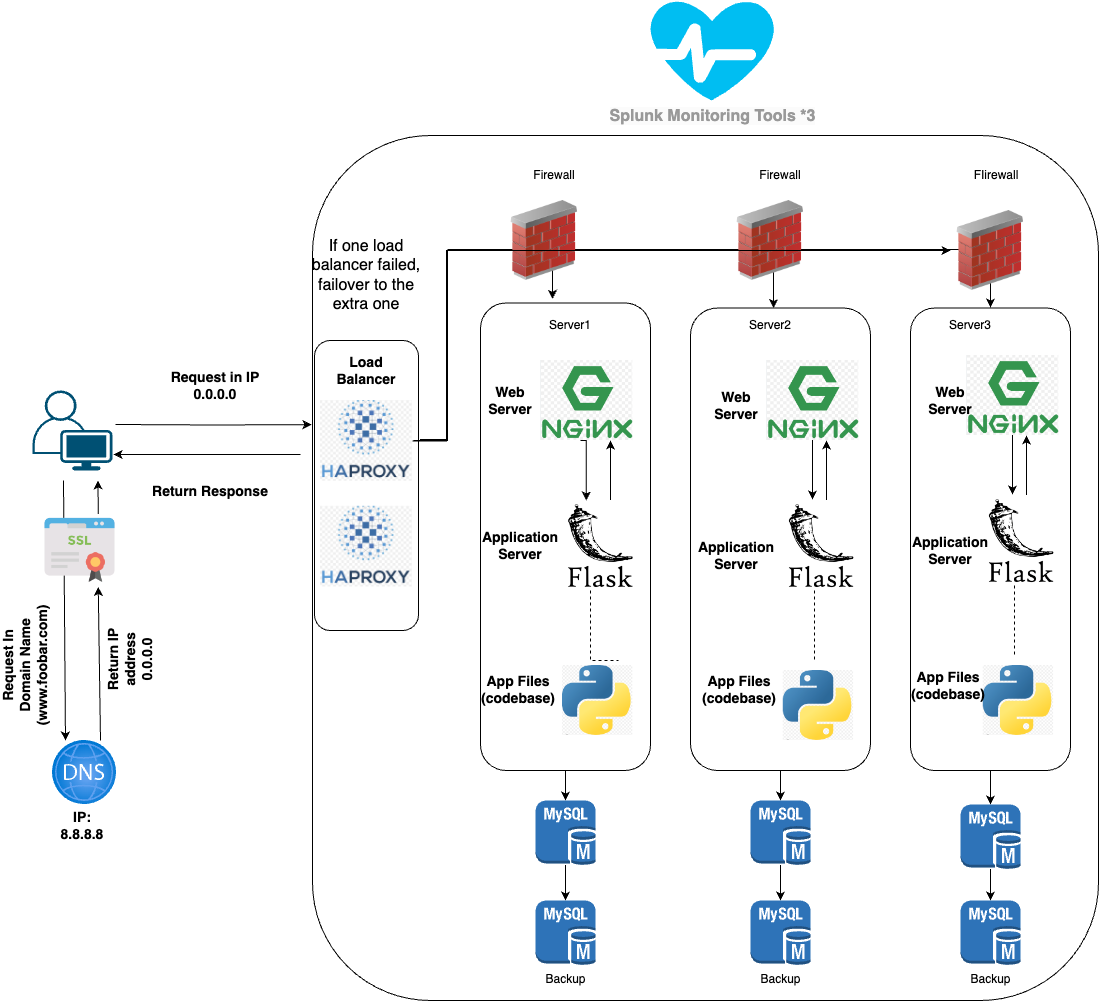 Splunk Monitoring Tools *3
Firewall
Firewall
FIirewall
If one load
balancer failed,
failover to the
extra one
Load
Balancer
HAPROXY
HAPROXY
Request in IP
0.0.0.0
Return Response
SSL
Request In
Domain Name
(www.foobar.com)
Return IP
address
0.0.0.0
DNS
IP:
8.8.8.8
Server1
Web
Server
NGINX
Application
Server
Flask
App Files
(codebase)
MySQL
M
MySQL
M
Backup
Server2
Web
Server
NGINX
Application
Server
Flask
App Files
(codebase)
MySQL
M
MySQL
M
Backup
Server3
Web
Server
NGINX
Application
Server
Flask
App Files
(codebase)
MySQL
M
MySQL
M
Backup